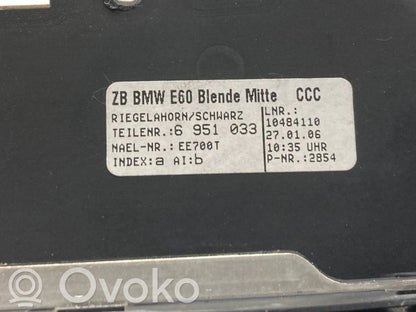 ZB BMW E60 Blende Mitte CCC
RIEGELAHORN/SCHWARZ
TEILENR.:6 951 033
NAEL-NR.:EE700T
INDEX:a AI:b
LNR.:
10484110
27.01.06
10:35 UHR
P-NR.:2854
Ovoko